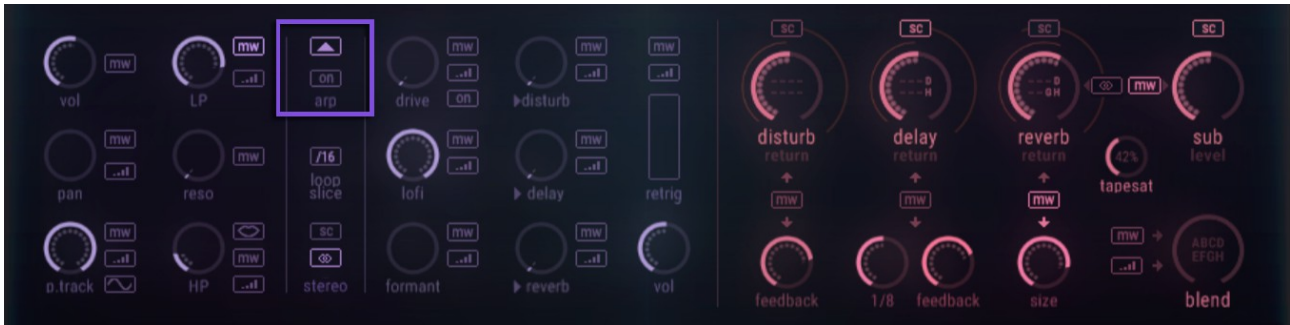 mw
vol
mw
LP
on
arp
mw
on
drive
mw
▶disturb
mw
mw
pan
mw
reso
/16
loop
slice
mw
lofi
mw
▶ delay
retrig
mw
p.track
mw
HP
SC
stereo
mw
formant
mw
▶ reverb
vol
SC
disturb
return
mw
feedback
SC
D
H
delay
return
mw
1/8
feedback
D
GH
reverb
return
mw
size
mw
SC
sub
level
42%
tapesat
mw
ABCD
EFGH
blend